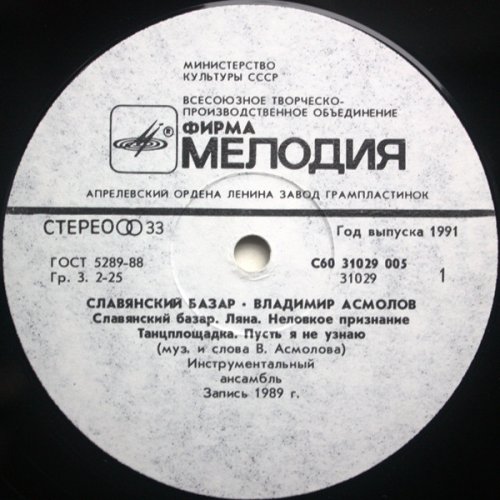 МИНИСТЕРСТВО
КУЛЬТУРЫ СССР
ВСЕСОЮЗНОЕ ТВОРЧЕСКО-
ПРОИЗВОДСТВЕННОЕ ОБЪЕДИНЕНИЕ
® ФИРМА
МЕЛОДИЯ
АПРЕЛЕВСКИЙ ОРДЕНА ЛЕНИНА ЗАВОД ГРАМПЛАСТИНОК
СТЕРЕО 33
Год выпуска 1991
ГОСТ 5289-88
С60 31029 005
Гр. 3. 2-25
31029
1
СЛАВЯНСКИЙ БАЗАР · ВЛАДИМИР АСМОЛОВ
Славянский базар. Ляна. Неловкое признание
Танцплощадка. Пусть я не узнаю
(муз. и слова В. Асмолова)
Инструментальный
ансамбль
Запись 1989 г.